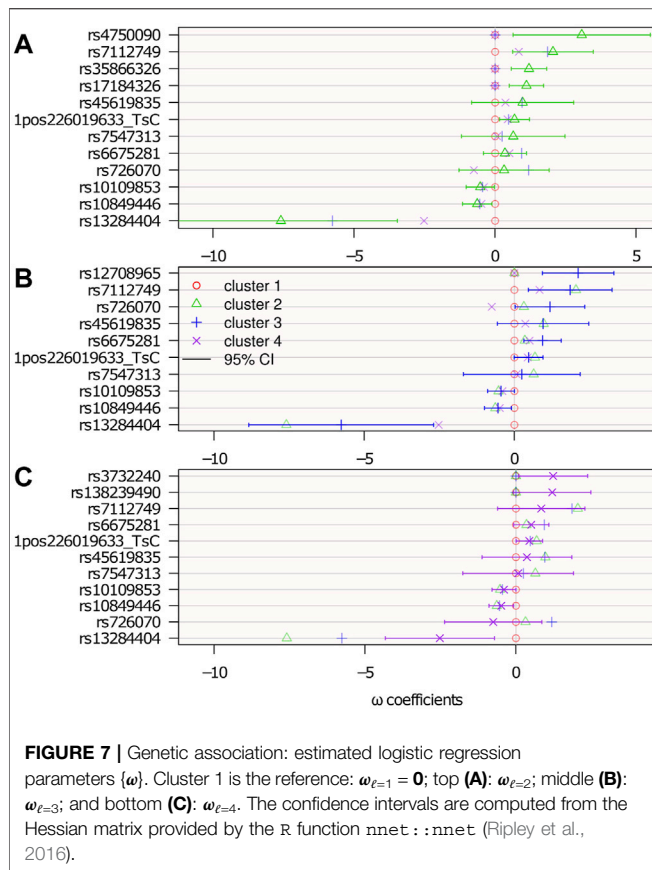 A
rs4750090
rs7112749
rs35866326
rs17184326
rs45619835
1pos226019633_TsC
rs7547313
rs6675281
rs726070
rs10109853
rs10849446
rs13284404
−10 −5 0 5
B
rs12708965
rs7112749
rs726070
rs45619835
rs6675281
1pos226019633_TsC
rs7547313
rs10109853
rs10849446
rs13284404
cluster 1
cluster 2
cluster 3
cluster 4
95% CI
−10 −5 0
C
rs3732240
rs138239490
rs7112749
rs6675281
1pos226019633_TsC
rs45619835
rs7547313
rs10109853
rs10849446
rs726070
rs13284404
−10 −5 0
ω coefficients
FIGURE 7 | Genetic association: estimated logistic regression
parameters {ω}. Cluster 1 is the reference: ωℓ=1 = 0; top (A): ωℓ=2; middle (B):
ωℓ=3; and bottom (C): ωℓ=4. The confidence intervals are computed from the
Hessian matrix provided by the R function nnet::nnet (Ripley et al.,
2016).